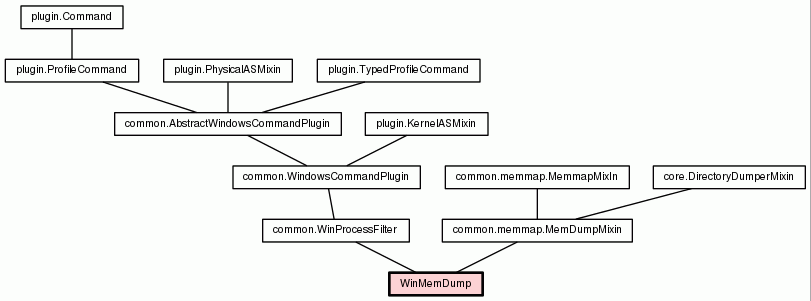 plugin.Command
plugin.ProfileCommand
plugin.PhysicalASMixin
plugin.TypedProfileCommand
common.AbstractWindowsCommandPlugin
plugin.KernelASMixin
common.WindowsCommandPlugin
common.memmap.MemmapMixIn
core.DirectoryDumperMixin
common.WinProcessFilter
common.memmap.MemDumpMixin
WinMemDump